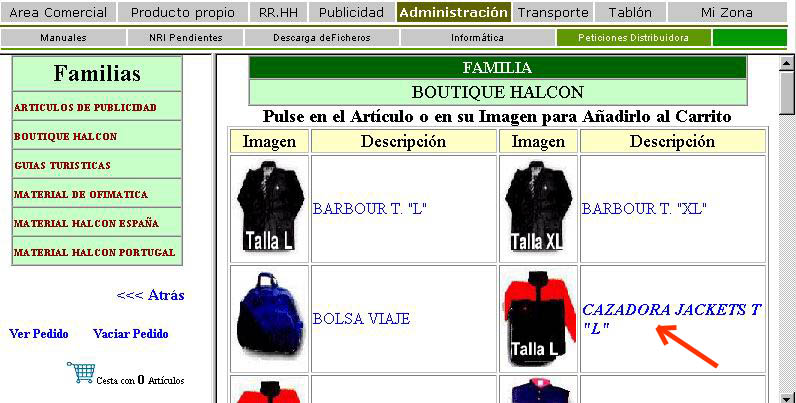 Area Comercial Producto propio RR.HH Publicidad Administración Transporte Tablón Mi Zona
Manuales NRI Pendientes Descarga deFicheros Informática Peticiones Distribuidora
Familias
ARTICULOS DE PUBLICIDAD
BOUTIQUE HALCON
GUIAS TURISTICAS
MATERIAL DE OFIMATICA
MATERIAL HALCON ESPAÑA
MATERIAL HALCON PORTUGAL
<<< Atrás
Ver Pedido Vaciar Pedido
Cesta con 0 Artículos
FAMILIA
BOUTIQUE HALCON
Pulse en el Artículo o en su Imagen para Añadirlo al Carrito
Imagen Descripción Imagen Descripción
Talla L
BARBOUR T. "L"
Talla XL
BARBOUR T. "XL"
BOLSA VIAJE
Talla L
CAZADORA JACKETS T
"L"